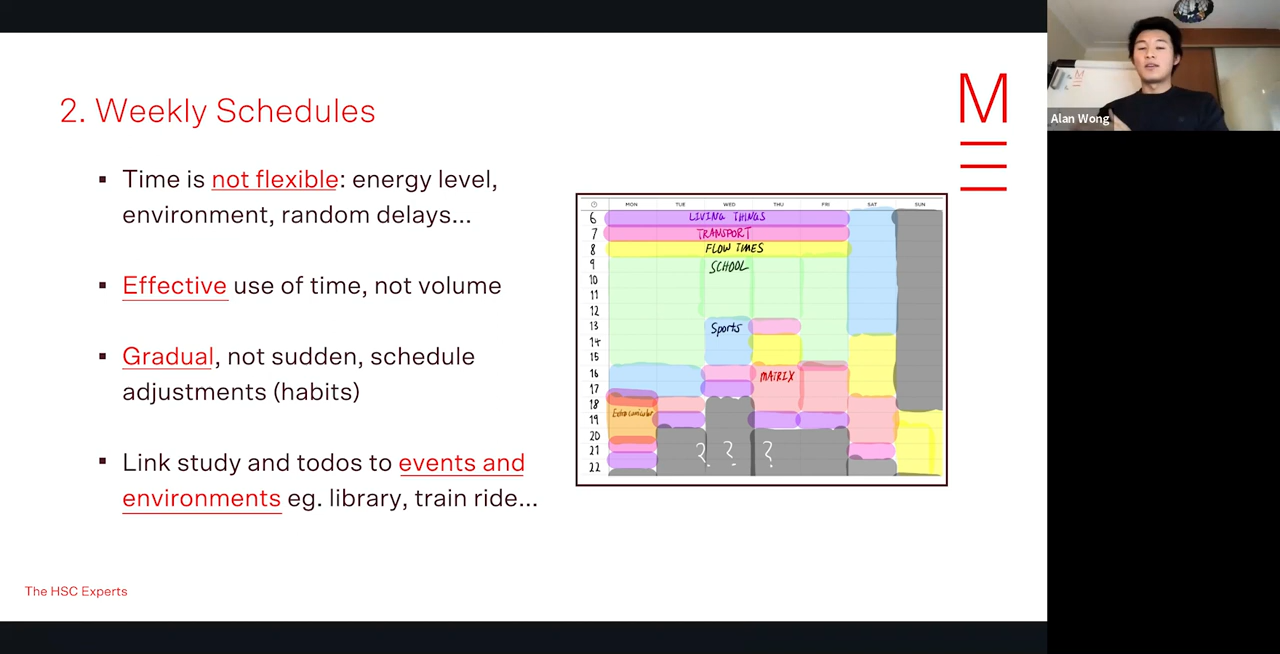 2. Weekly Schedules
M
Alan Wong
▪ Time is not flexible: energy level,
environment, random delays...
▪ Effective use of time, not volume
▪ Gradual, not sudden, schedule
adjustments (habits)
▪ Link study and todos to events and
environments eg. library, train ride...
MON TUE WED THU FRI SAT SUN
6 LIVING THINGS
7 TRANSPORT
8 FLOW TIMES
9 SCHOOL
10
11
12
13 Sports
14
15
16 MATRIX
17
18
19 Extracurricular
20
21 ? ? ?
22
The HSC Experts